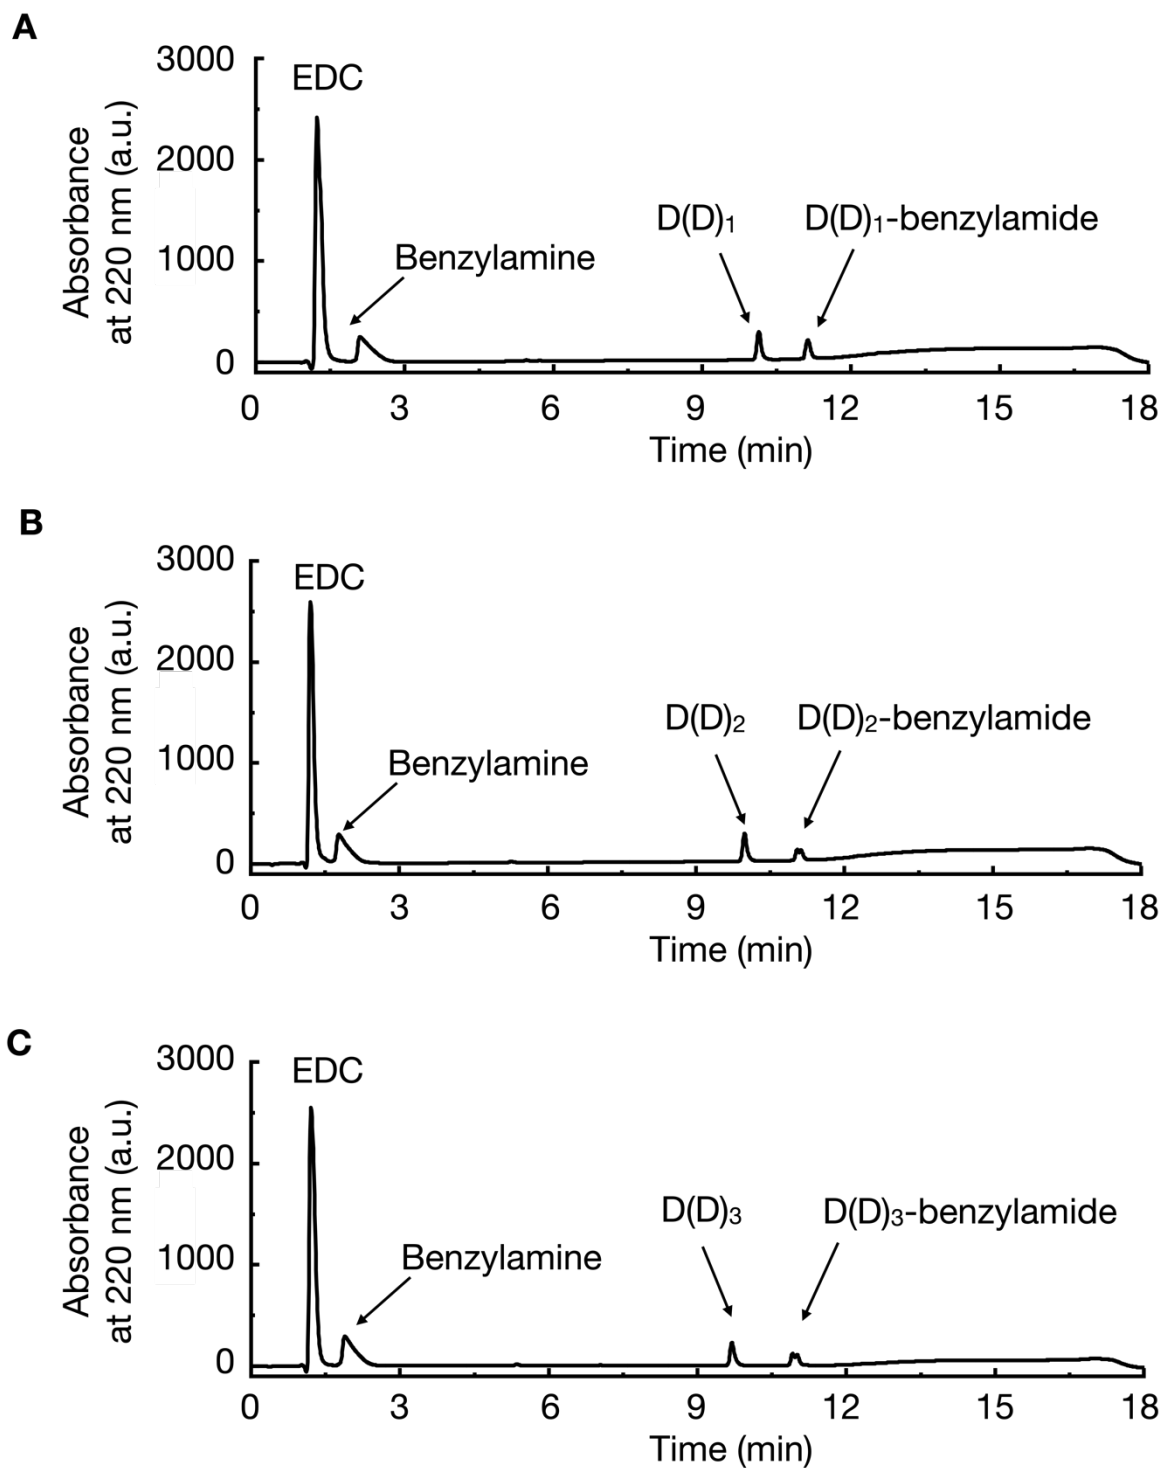 A
3000
EDC
2000
D(D)₁
D(D)₁-benzylamide
Absorbance
at 220 nm (a.u.)
1000
Benzylamine
0
0 3 6 9 12 15 18
Time (min)
B
3000
EDC
2000
D(D)₂
D(D)₂-benzylamide
Absorbance
at 220 nm (a.u.)
1000
Benzylamine
0
0 3 6 9 12 15 18
Time (min)
C
3000
EDC
2000
D(D)₃
D(D)₃-benzylamide
Absorbance
at 220 nm (a.u.)
1000
Benzylamine
0
0 3 6 9 12 15 18
Time (min)